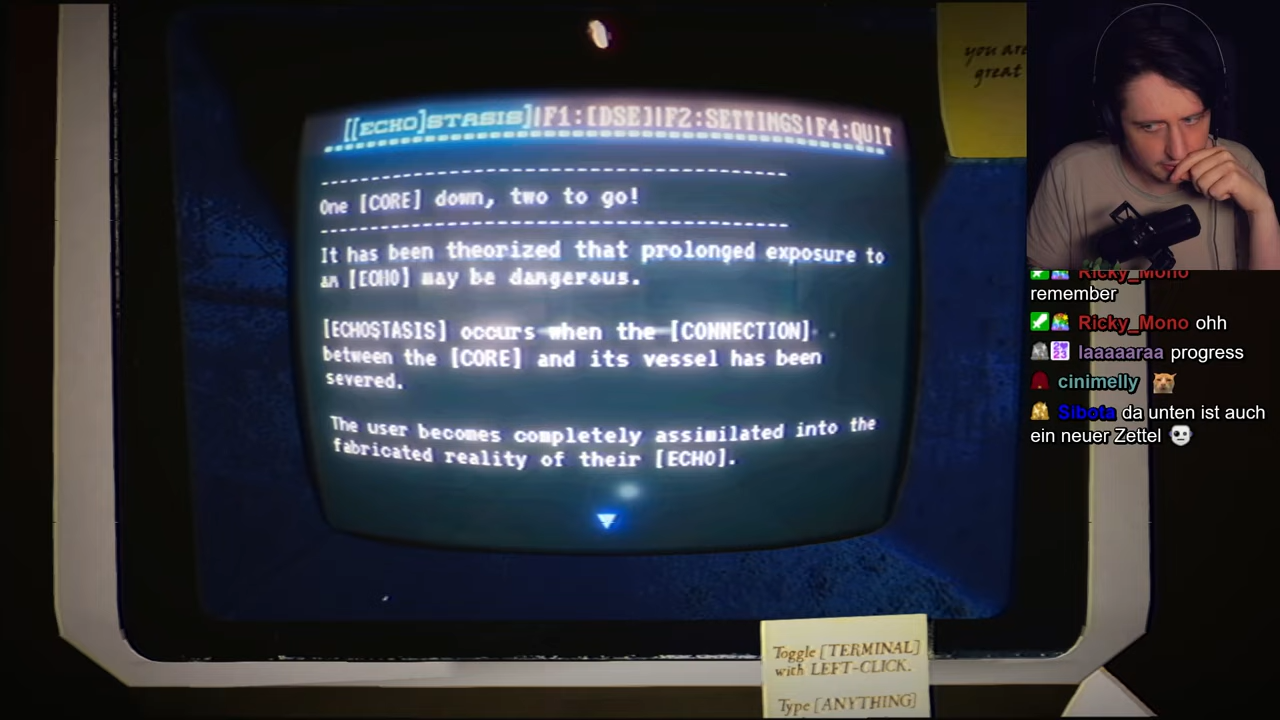 [[ECHO]STASIS]|F1:[DSE]|F2:SETTINGS|F4:QUIT
One [CORE] down, two to go!
It has been theorized that prolonged exposure to
an [ECHO] may be dangerous.
[ECHOSTASIS] occurs when the [CONNECTION]
between the [CORE] and its vessel has been
severed.
The user becomes completely assimilated into the
fabricated reality of their [ECHO].
you are
great
Toggle [TERMINAL]
with LEFT-CLICK.
Type [ANYTHING]
Ricky_Mono
remember
Ricky_Mono ohh
laaaaaraa progress
cinimelly
Sibota da unten ist auch
ein neuer Zettel